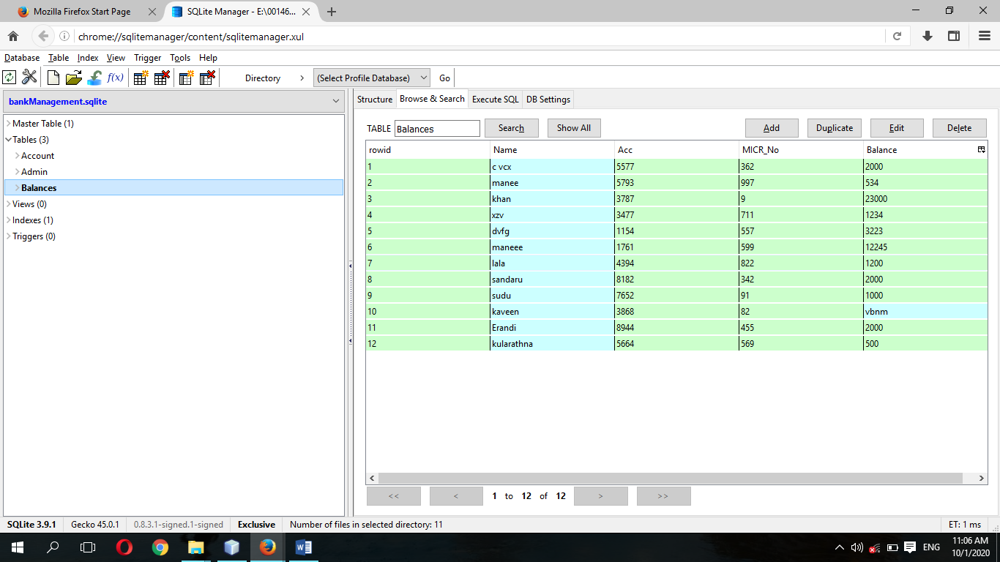 Mozilla Firefox Start Page
SQLite Manager - E:\00146...
chrome://sqlitemanager/content/sqlitemanager.xul
Database Table Index View Trigger Tools Help
f(x) Directory > (Select Profile Database) Go
bankManagement.sqlite
Master Table (1)
Tables (3)
Account
Admin
Balances
Views (0)
Indexes (1)
Triggers (0)
Structure Browse & Search Execute SQL DB Settings
TABLE Balances Search Show All Add Duplicate Edit Delete
rowid Name Acc MICR_No Balance
1 c vcx 5577 362 2000
2 manee 5793 997 534
3 khan 3787 9 23000
4 xzv 3477 711 1234
5 dvfg 1154 557 3223
6 maneee 1761 599 12245
7 lala 4394 822 1200
8 sandaru 8182 342 2000
9 sudu 7652 91 1000
10 kaveen 3868 82 vbnm
11 Erandi 8944 455 2000
12 kularathna 5664 569 500
<< < 1 to 12 of 12 > >>
SQLite 3.9.1 Gecko 45.0.1 0.8.3.1-signed.1-signed Exclusive Number of files in selected directory: 11 ET: 1 ms
ENG
11:06 AM
10/1/2020